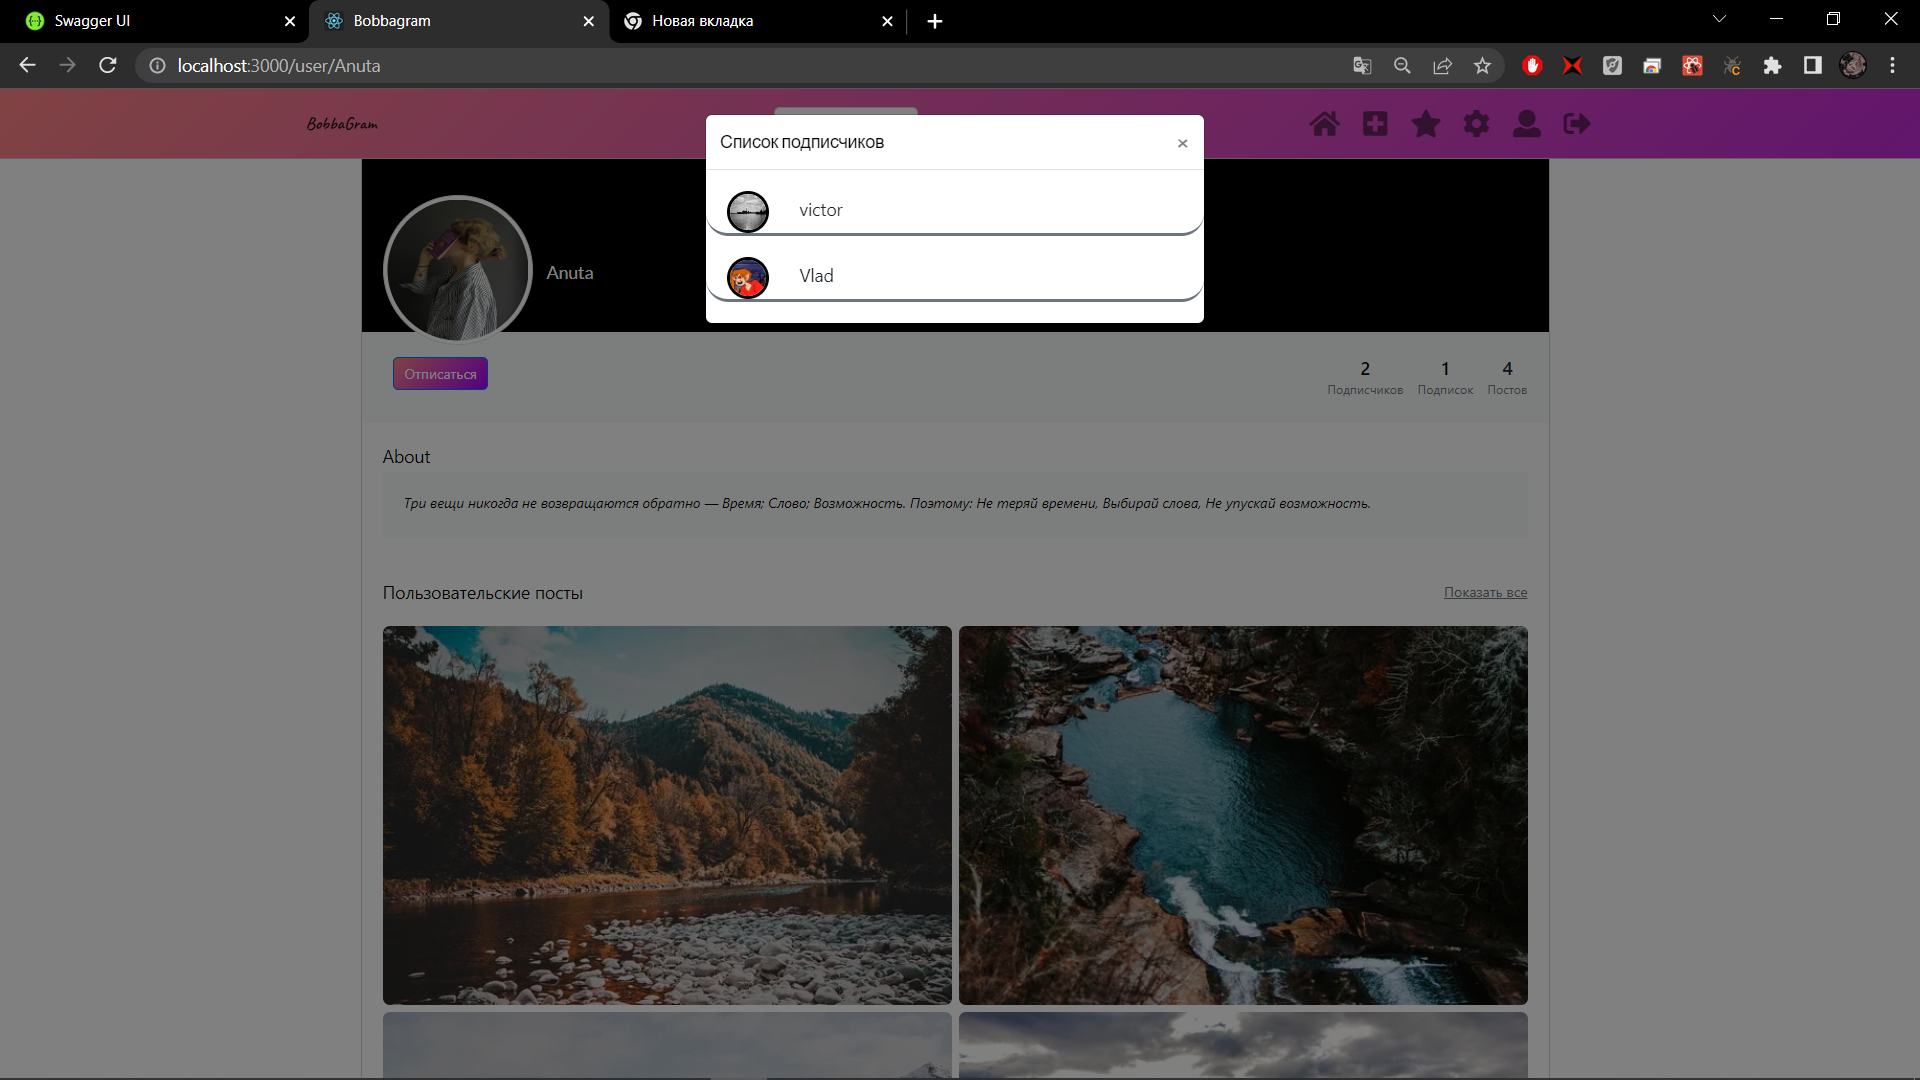 Swagger UI
Bobbagram
Новая вкладка
localhost:3000/user/Anuta
BobbaGram
Список подписчиков
×
victor
Vlad
Anuta
Отписаться
2
1
4
Подписчиков
Подписок
Постов
About
Три вещи никогда не возвращаются обратно — Время; Слово; Возможность. Поэтому: Не теряй времени, Выбирай слова, Не упускай возможность.
Пользовательские посты
Показать все